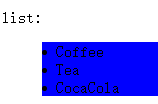 list:
• Coffee
• Tea
• CocaCola